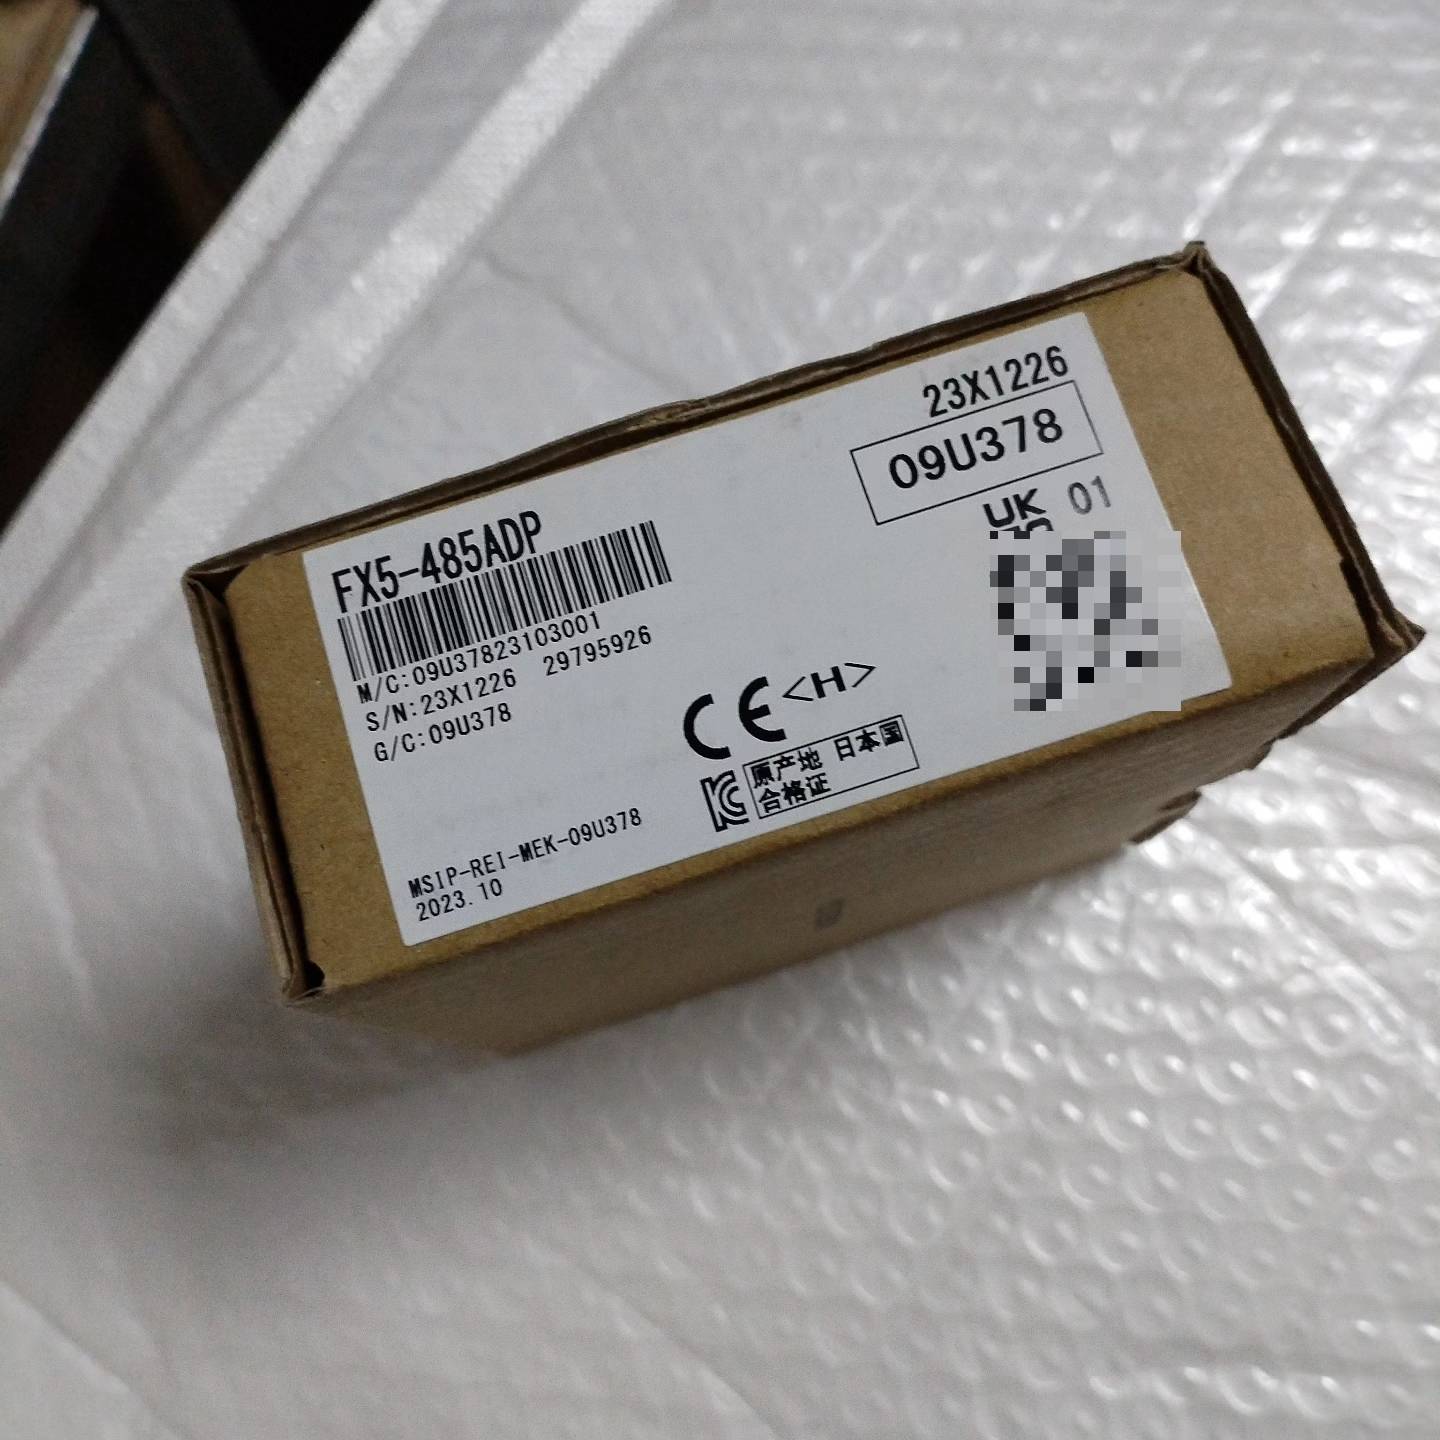 23X1226
09U378
UK 01
FX5-485ADP
M/C:09U37823103001
S/N:23X1226 29795926
G/C:09U378
CE <H>
原产地 日本国
合格证
MSIP-REI-MEK-09U378
2023.10